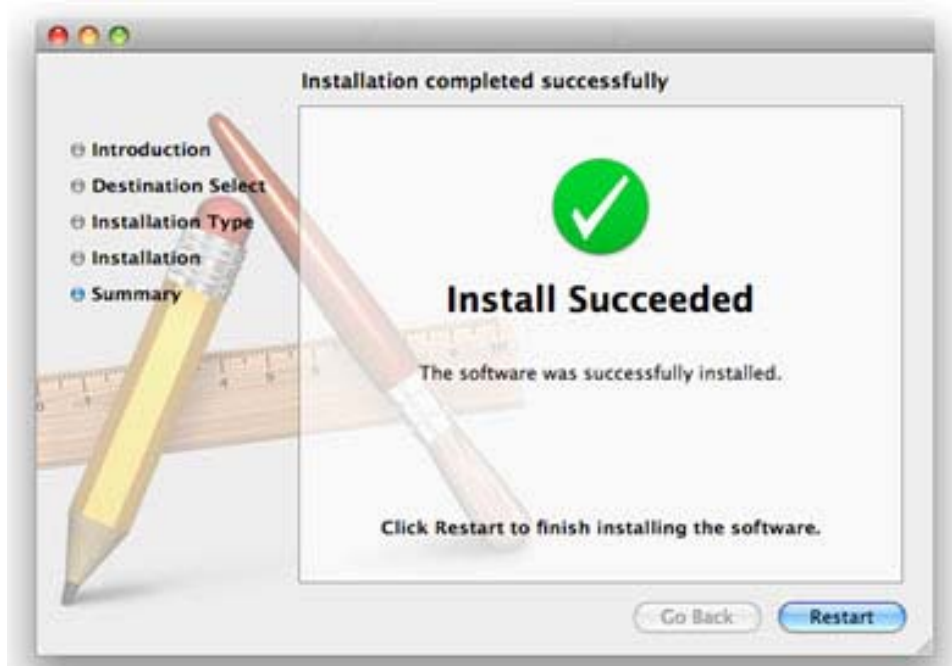 Installation completed successfully
Introduction
Destination Select
Installation Type
Installation
Summary
Install Succeeded
The software was successfully installed.
Click Restart to finish installing the software.
Go Back
Restart